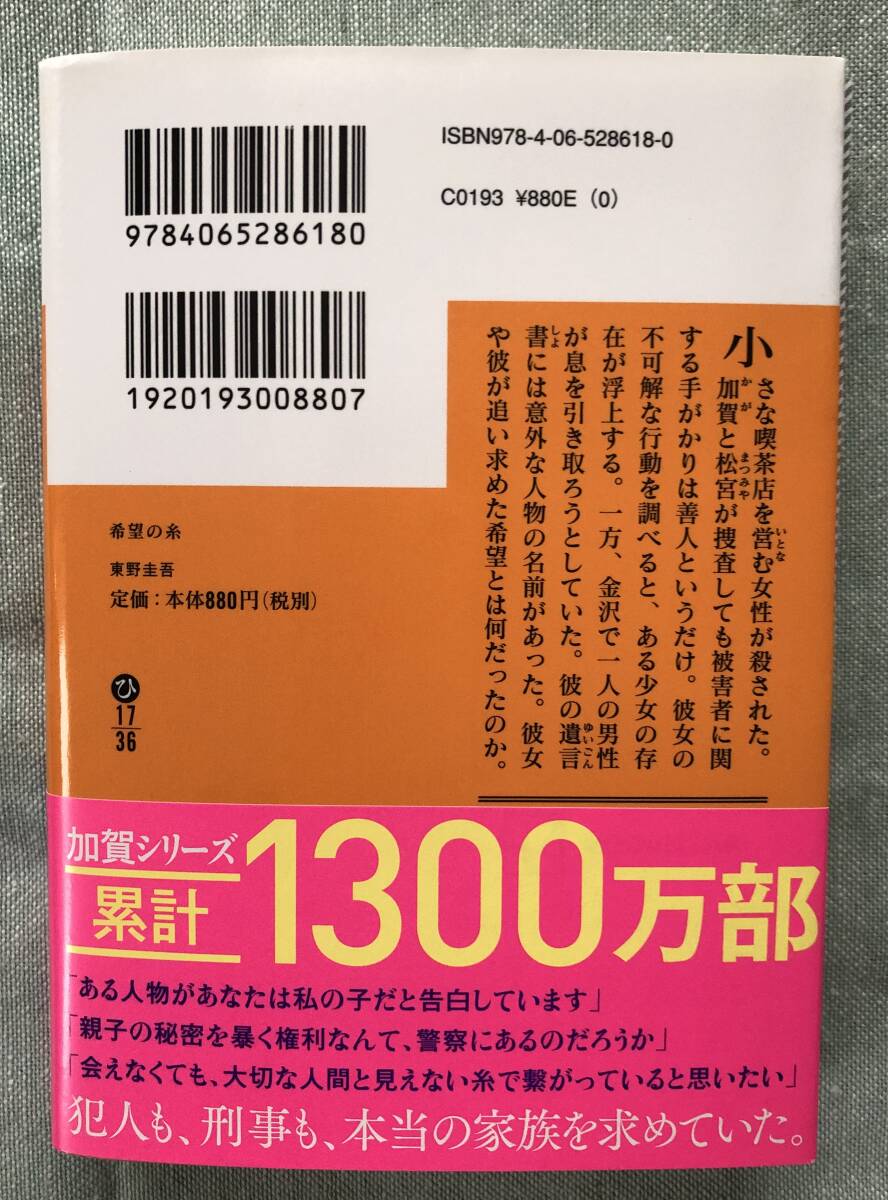 ISBN978-4-06-528618-0
C0193 ¥880E (0)
9784065286180
1920193008807
小さな喫茶店を営む女性が殺された。
加賀と松宮が捜査しても被害者に関
する手がかりは善人というだけ。彼女の
不可解な行動を調べると、ある少女の存
在が浮上する。一方、金沢で一人の男性
が息を引き取ろうとしていた。彼の遺言
書には意外な人物の名前があった。彼女
や彼が追い求めた希望とは何だったのか。
希望の糸
東野圭吾
定価:本体880円(税別)
ひ
17
36
加賀シリーズ
累計
1300万部
「ある人物があなたは私の子だと告白しています」
「親子の秘密を暴く権利なんて、警察にあるのだろうか」
「会えなくても、大切な人間と見えない糸で繋がっていると思いたい」
犯人も、刑事も、本当の家族を求めていた。